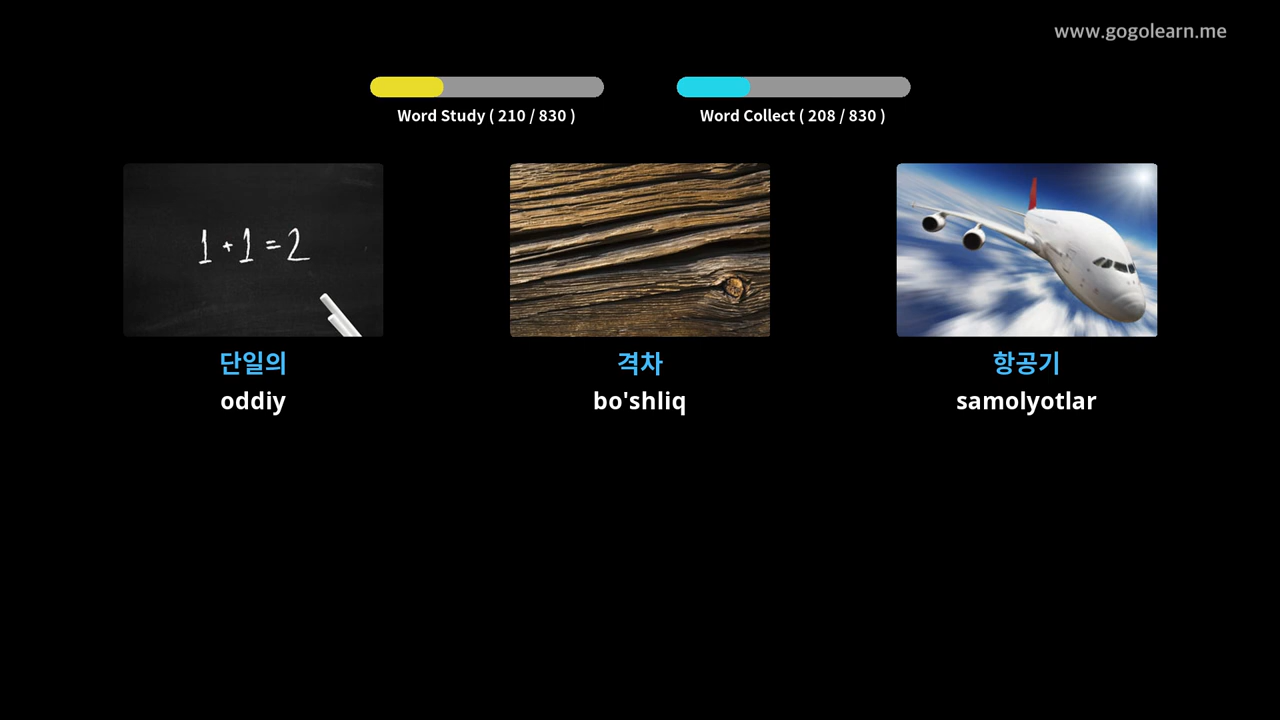 www.gogolearn.me
Word Study ( 210 / 830 )
Word Collect ( 208 / 830 )
1 + 1 = 2
단일의
oddiy
격차
bo'shliq
항공기
samolyotlar